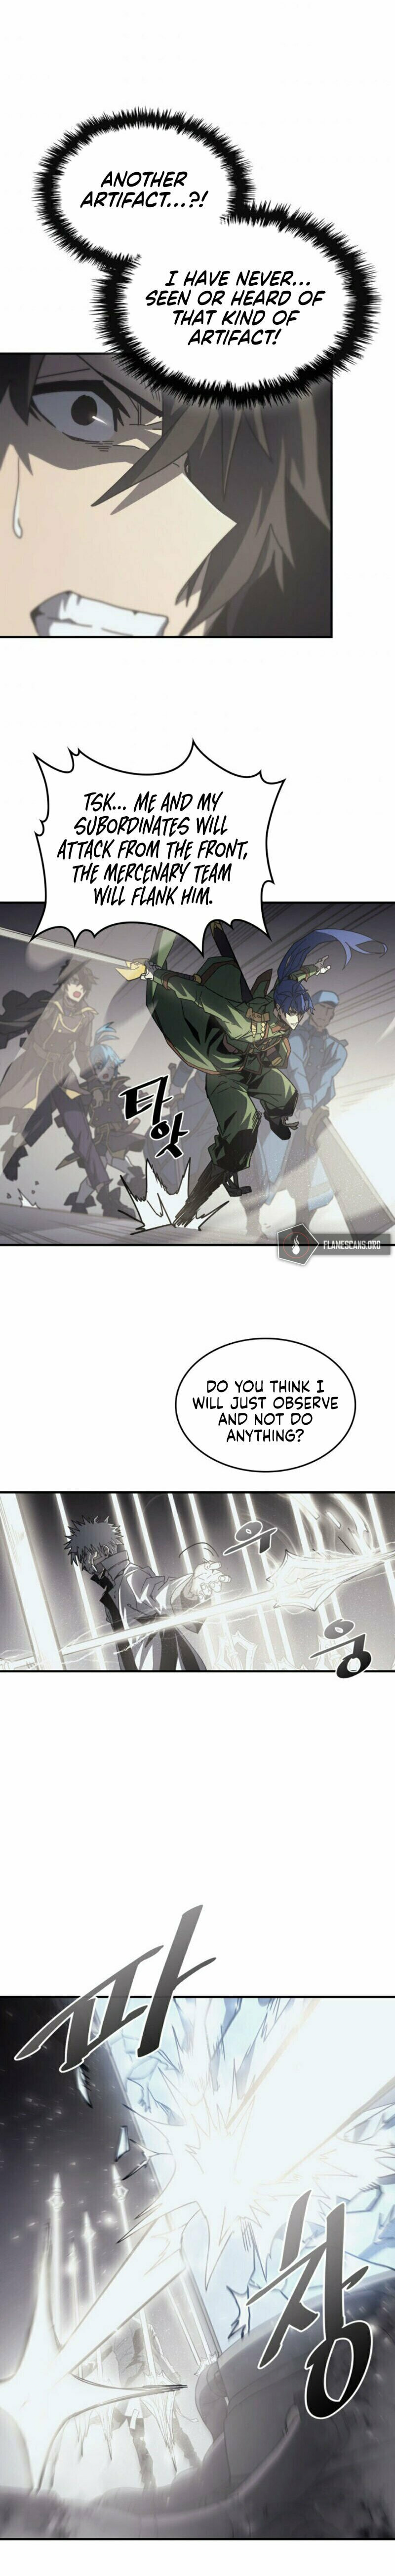 ANOTHER
ARTIFACT...?!
I HAVE NEVER...
SEEN OR HEARD OF
THAT KIND OF
ARTIFACT!
TSK... ME AND MY
SUBORDINATES WILL
ATTACK FROM THE FRONT,
THE MERCENARY TEAM
WILL FLANK HIM.
타
앗
FLAMESCANS.ORG
DO YOU THINK I
WILL JUST OBSERVE
AND NOT DO
ANYTHING?
우
웅
파
창